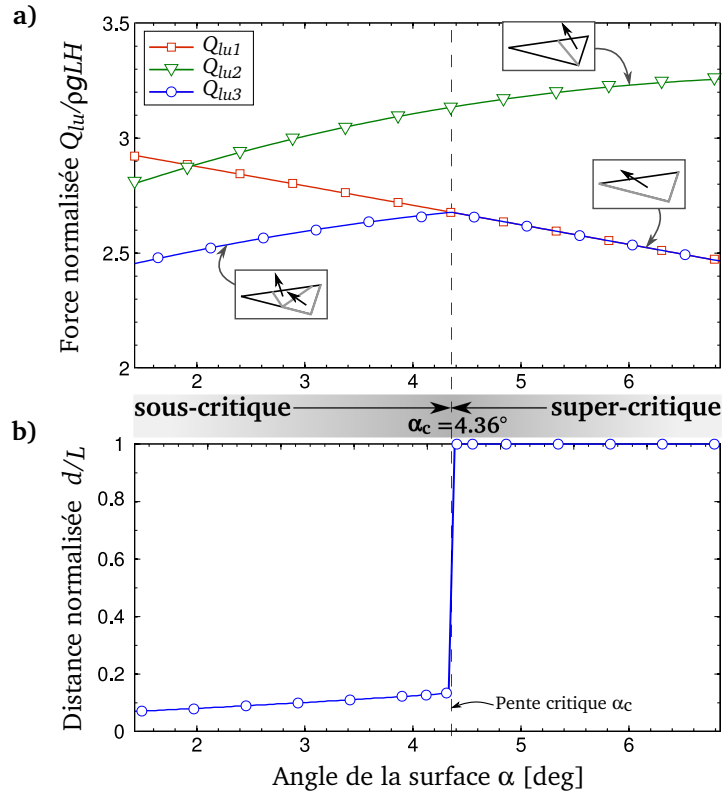 a)
Force normalisée Q_lu/ρgLH
3.5
3
2.5
2
Q_lu1
Q_lu2
Q_lu3
2
3
4
5
6
sous-critique
super-critique
α_c = 4.36°
b)
Distance normalisée d/L
1
0.8
0.6
0.4
0.2
0
Pente critique α_c
2
3
4
5
6
Angle de la surface α [deg]